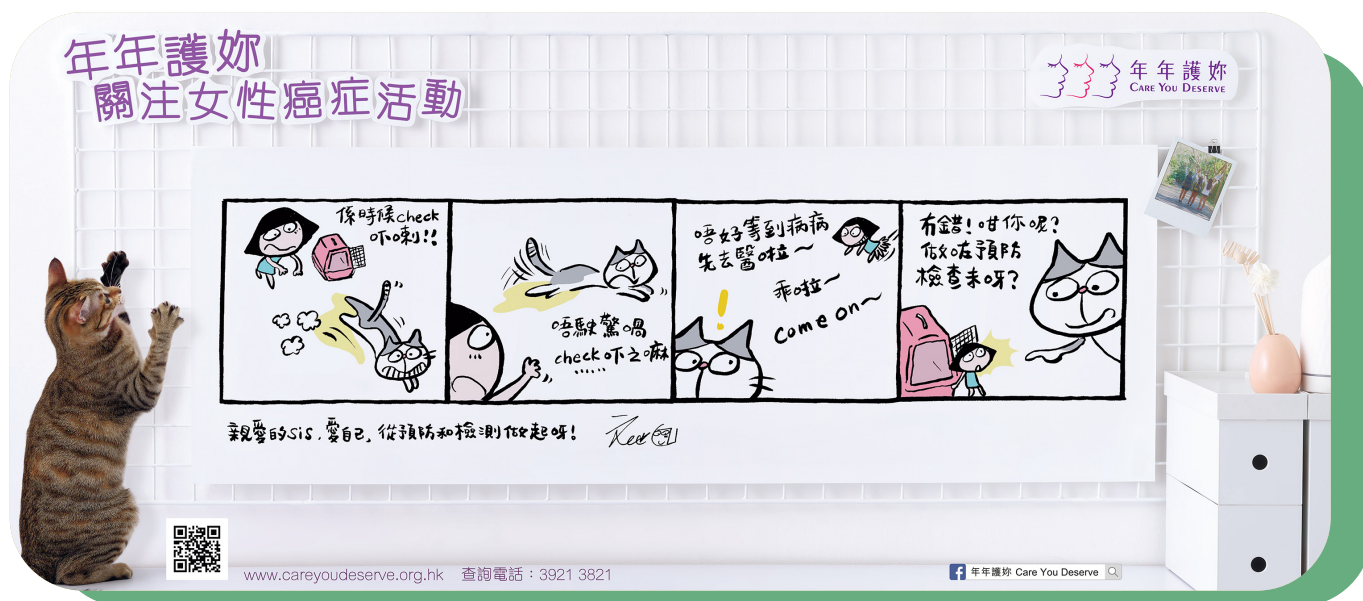 年年護妳
關注女性癌症活動
年年護妳
CARE YOU DESERVE
係時候check
吓喇!!
唔駛驚喎
check吓之嘛
唔好等到病病
先去醫啦~
乖啦~
come on~
!
冇錯!咁你呢?
做咗預防
檢查未呀?
親愛的sis,愛自己,從預防和檢測做起呀!
www.careyoudeserve.org.hk 查詢電話:3921 3821
年年護妳 Care You Deserve